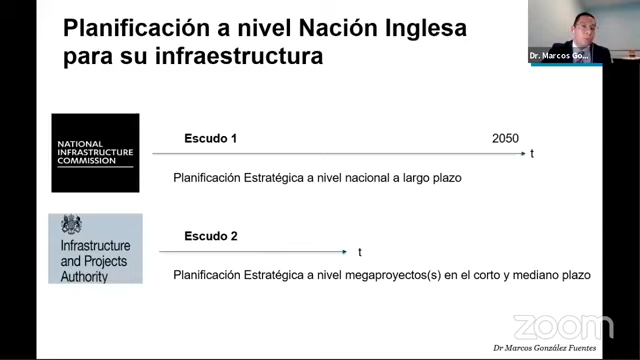 Planificación a nivel Nación Inglesa
para su infraestructura
Dr. Marcos Go...
NATIONAL
INFRASTRUCTURE
COMMISSION
Escudo 1
2050
t
Planificación Estratégica a nivel nacional a largo plazo
Infrastructure
and Projects
Authority
Escudo 2
t
Planificación Estratégica a nivel megaproyectos(s) en el corto y mediano plazo
zoom
Dr Marcos González Fuentes